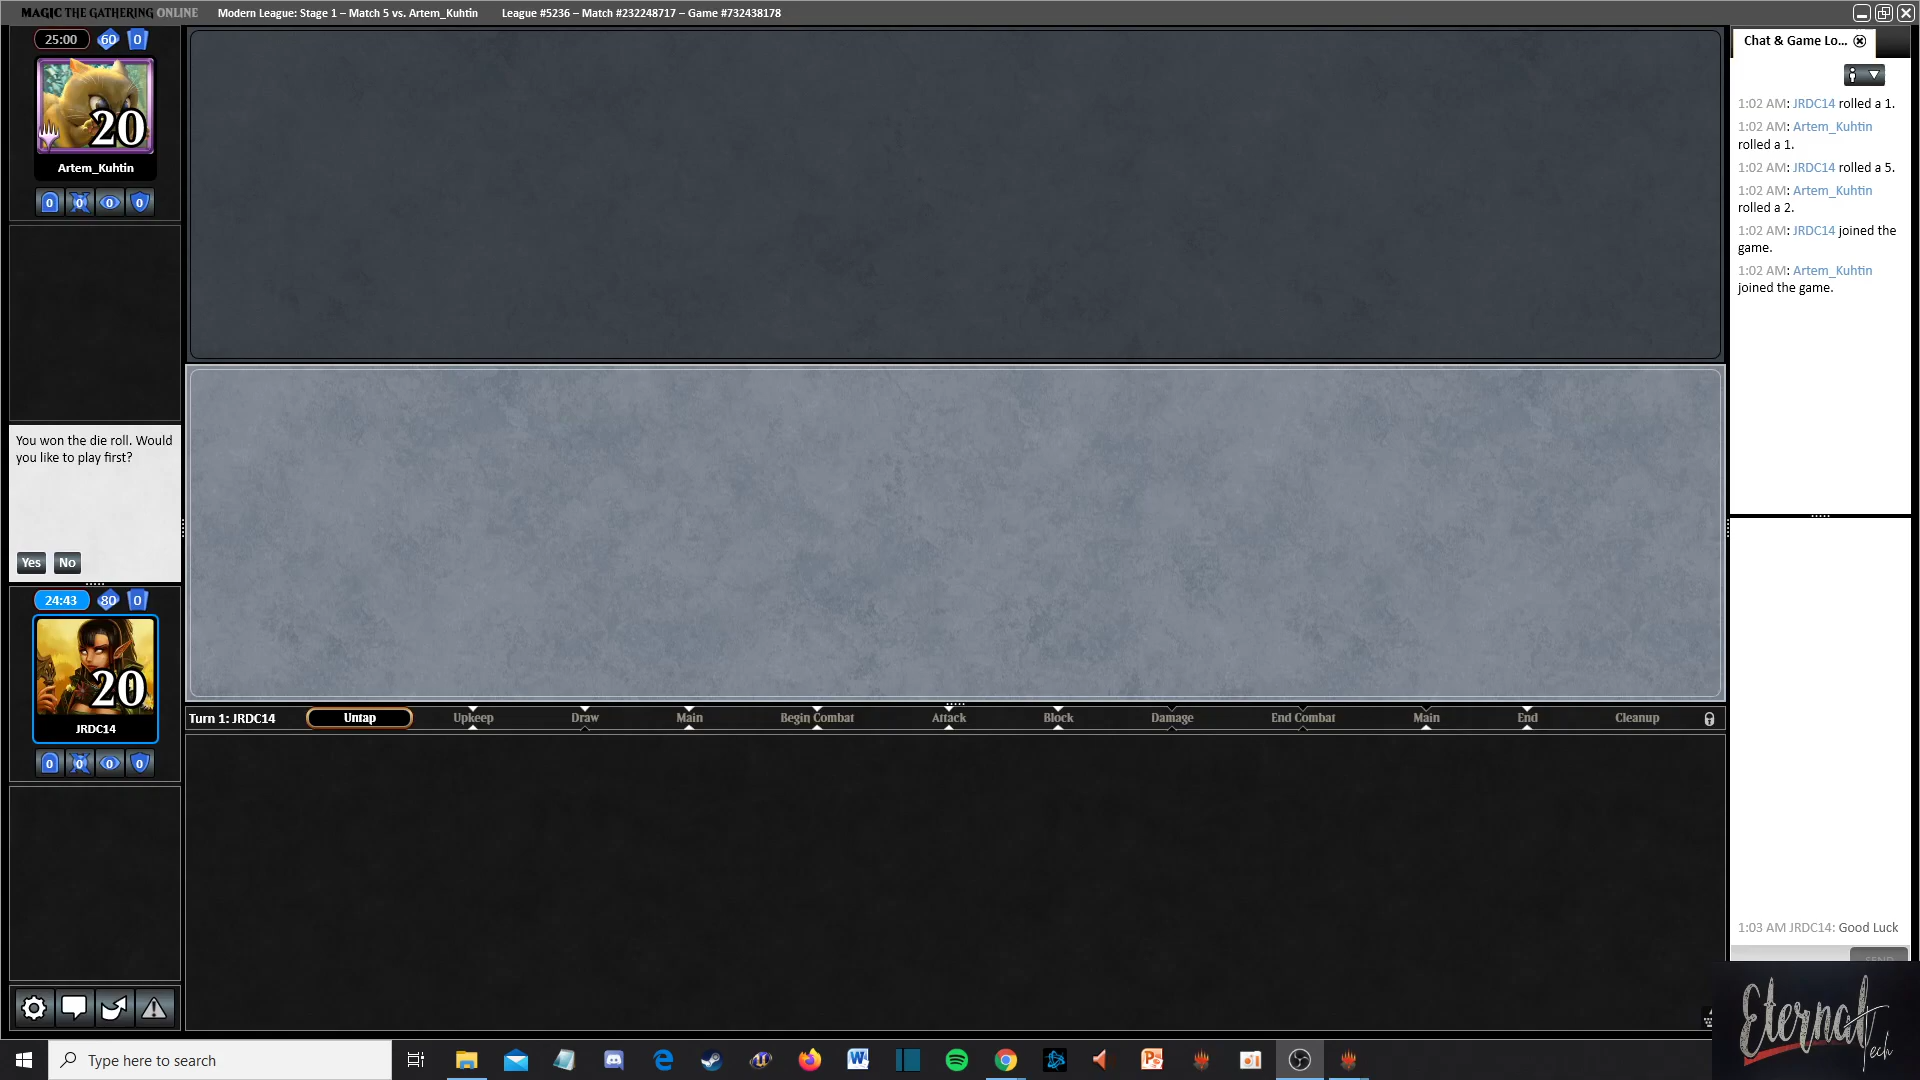 MAGIC THE GATHERING ONLINE Modern League: Stage 1 – Match 5 vs. Artem_Kuhtin League #5236 – Match #232248717 – Game #732438178
25:00 60 0
20
Artem_Kuhtin
0 0 0 0
You won the die roll. Would
you like to play first?
Yes No
24:43 80 0
20
JRDC14
0 0 0 0
Turn 1: JRDC14 Untap Upkeep Draw Main Begin Combat Attack Block Damage End Combat Main End Cleanup
Chat & Game Lo...
1:02 AM: JRDC14 rolled a 1.
1:02 AM: Artem_Kuhtin
rolled a 1.
1:02 AM: JRDC14 rolled a 5.
1:02 AM: Artem_Kuhtin
rolled a 2.
1:02 AM: JRDC14 joined the
game.
1:02 AM: Artem_Kuhtin
joined the game.
1:03 AM JRDC14: Good Luck
SEND
Eternal
Tech
Type here to search